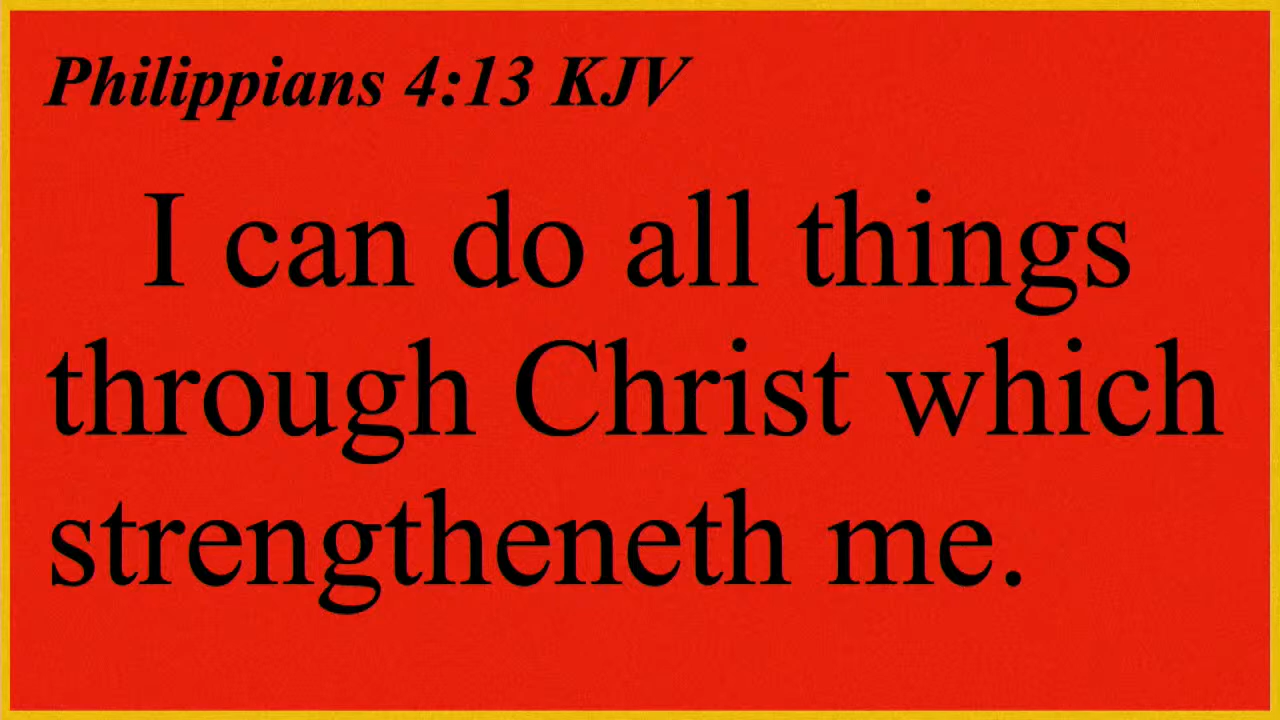 Philippians 4:13 KJV
I can do all things
through Christ which
strengtheneth me.